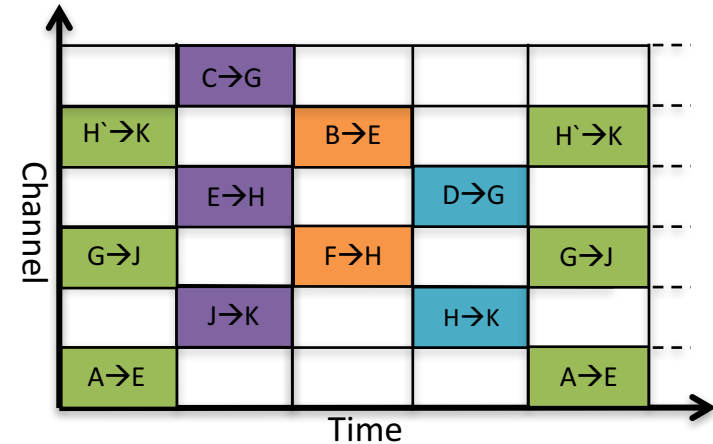 C→G
H`→K B→E H`→K
E→H D→G
G→J F→H G→J
J→K H→K
A→E A→E
Channel
Time